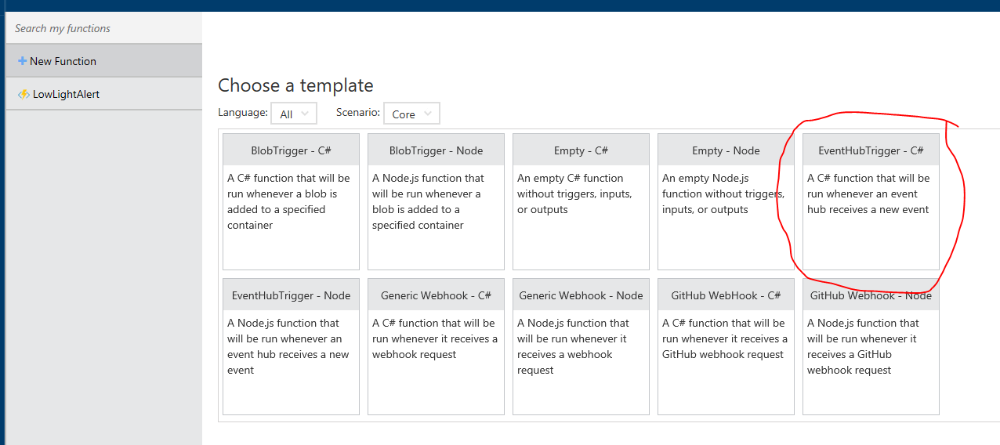 Search my functions
New Function
LowLightAlert
Choose a template
Language: All Scenario: Core
BlobTrigger - C#
A C# function that will be
run whenever a blob is
added to a specified
container
BlobTrigger - Node
A Node.js function that
will be run whenever a
blob is added to a
specified container
Empty - C#
An empty C# function
without triggers, inputs,
or outputs
Empty - Node
An empty Node.js
function without triggers,
inputs, or outputs
EventHubTrigger - C#
A C# function that will be
run whenever an event
hub receives a new event
EventHubTrigger - Node
A Node.js function that
will be run whenever an
event hub receives a new
event
Generic Webhook - C#
A C# function that will be
run whenever it receives a
webhook request
Generic Webhook - Node
A Node.js function that
will be run whenever it
receives a webhook
request
GitHub WebHook - C#
A C# function that will be
run whenever it receives a
GitHub webhook request
GitHub Webhook - Node
A Node.js function that
will be run whenever it
receives a GitHub
webhook request